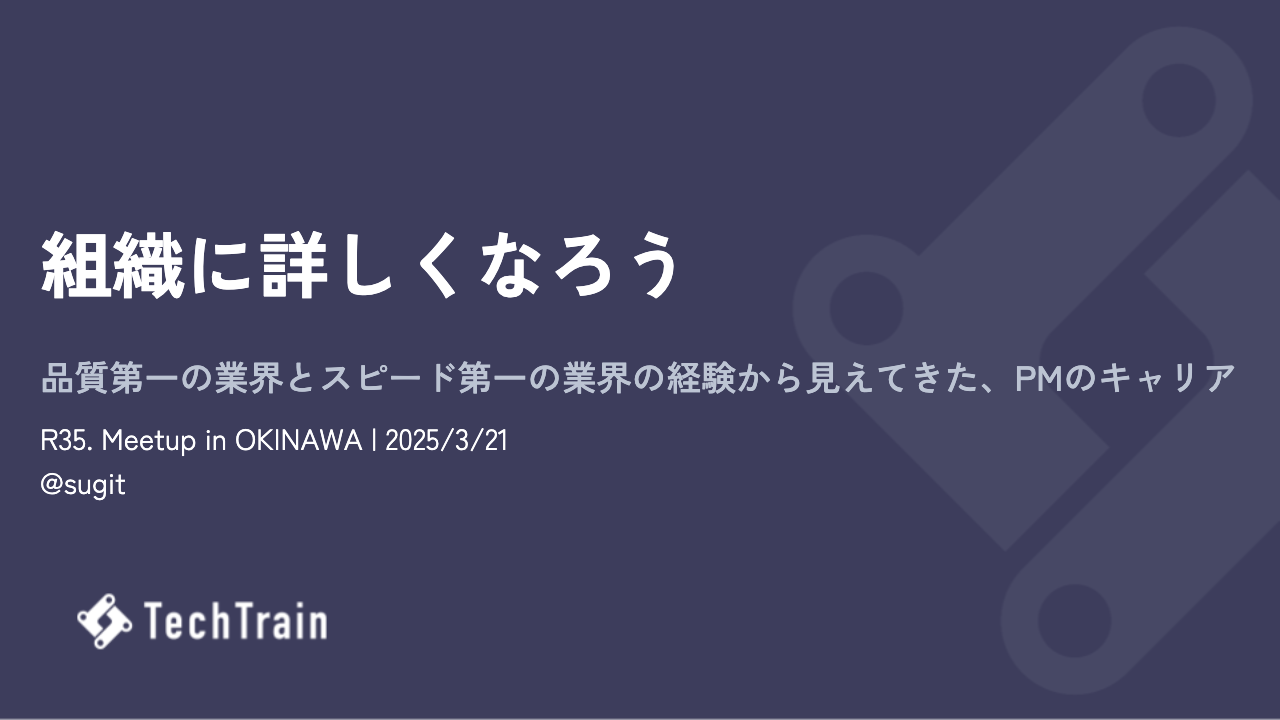 組織に詳しくなろう
品質第一の業界とスピード第一の業界の経験から見えてきた、PMのキャリア
R35. Meetup in OKINAWA | 2025/3/21
@sugit
TechTrain